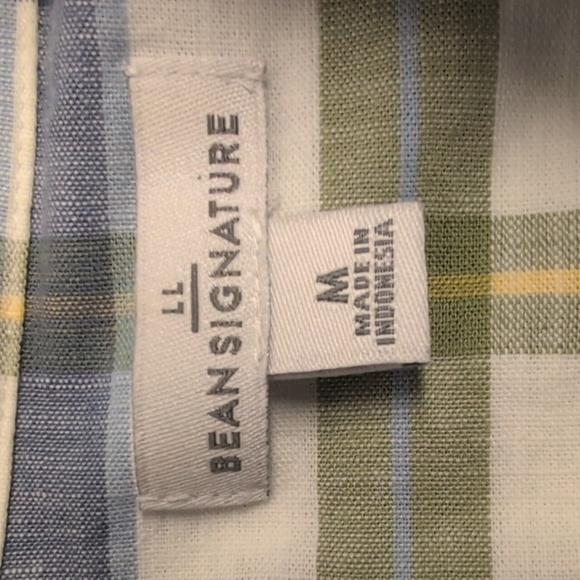 LL
BEAN SIGNATURE
M
MADE IN
INDONESIA